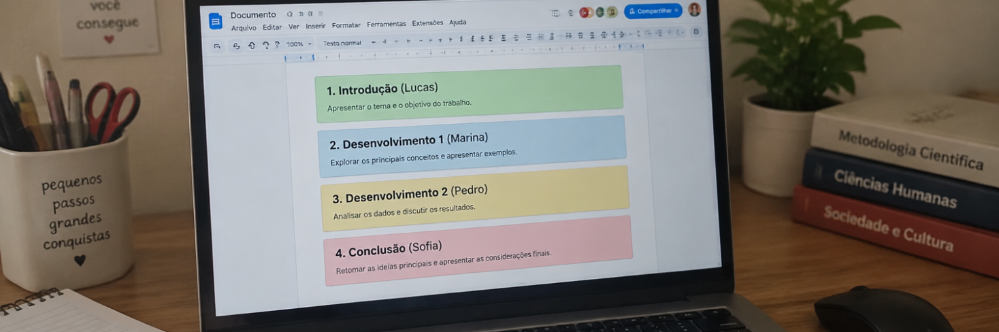 você
consegue
Documento
Arquivo Editar Ver Inserir Formatar Ferramentas Extensões Ajuda
Compartilhar
100%
Testo normal
1. Introdução (Lucas)
Apresentar o tema e o objetivo do trabalho.
2. Desenvolvimento 1 (Marina)
Explorar os principais conceitos e apresentar exemplos.
3. Desenvolvimento 2 (Pedro)
Analisar os dados e discutir os resultados.
4. Conclusão (Sofia)
Retomar as ideias principais e apresentar as considerações finais.
pequenos
passos
grandes
conquistas
Metodologia Científica
Ciências Humanas
Sociedade e Cultura